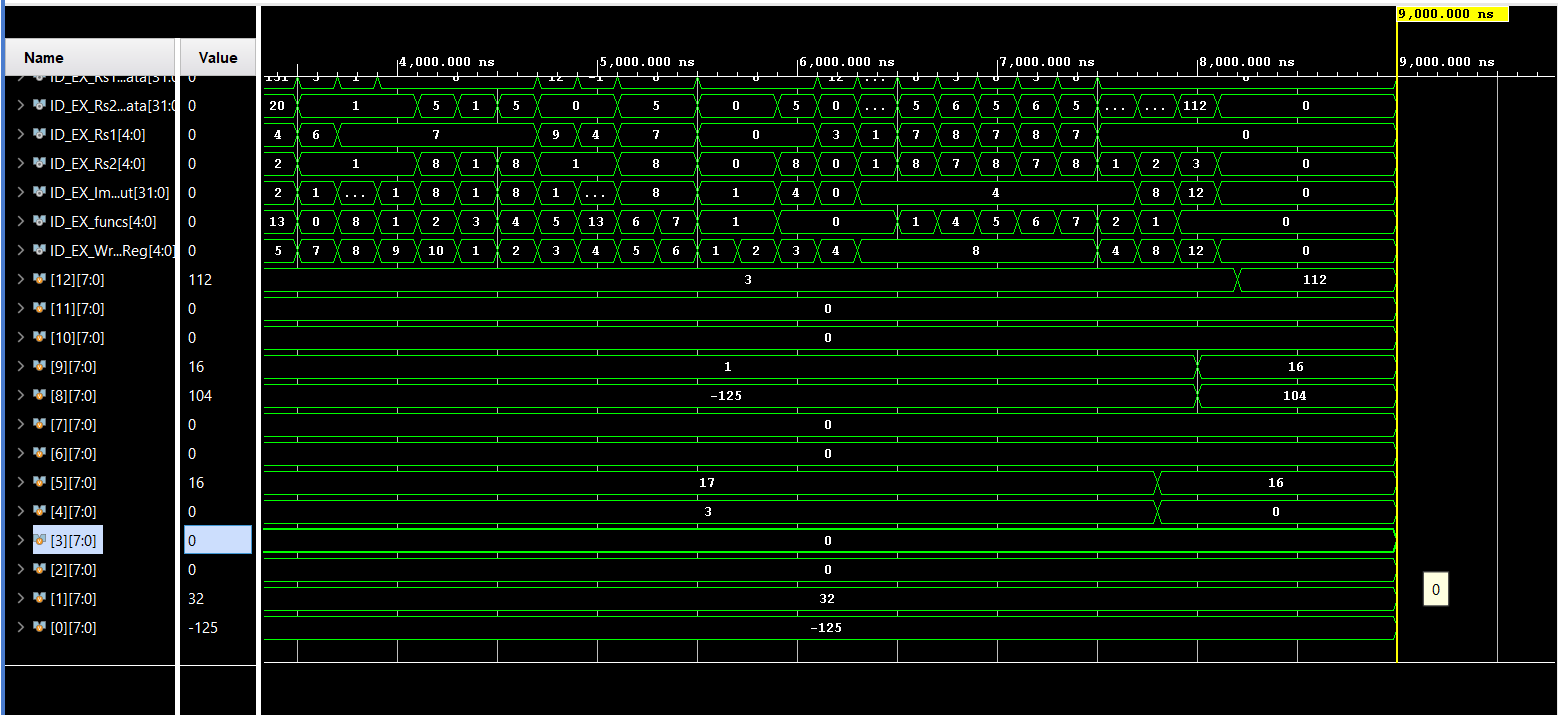 9,000.000 ns
Name Value 4,000.000 ns 5,000.000 ns 6,000.000 ns 7,000.000 ns 8,000.000 ns 9,000.000 ns
ID_EX_Rs1...ata[31:0
ID_EX_Rs2...ata[31:0 0 20 1 5 1 5 0 5 0 5 0 ... 5 6 5 6 5 ... ... 112 0
ID_EX_Rs1[4:0] 0 4 6 7 9 4 7 0 3 1 7 8 7 8 7 0
ID_EX_Rs2[4:0] 0 2 1 8 1 8 1 8 0 8 0 1 8 7 8 7 8 1 2 3 0
ID_EX_Im...ut[31:0] 0 2 1 ... 1 8 1 8 1 ... 8 1 4 0 4 8 12 0
ID_EX_funcs[4:0] 0 13 0 8 1 2 3 4 5 13 6 7 1 0 1 4 5 6 7 2 1 0
ID_EX_Wr...Reg[4:0] 0 5 7 8 9 10 1 2 3 4 5 6 1 2 3 4 8 4 8 12 0
[12][7:0] 112 3 112
[11][7:0] 0 0
[10][7:0] 0 0
[9][7:0] 16 1 16
[8][7:0] 104 -125 104
[7][7:0] 0 0
[6][7:0] 0 0
[5][7:0] 16 17 16
[4][7:0] 0 3 0
[3][7:0] 0 0
[2][7:0] 0 0
[1][7:0] 32 32
0
[0][7:0] -125 -125